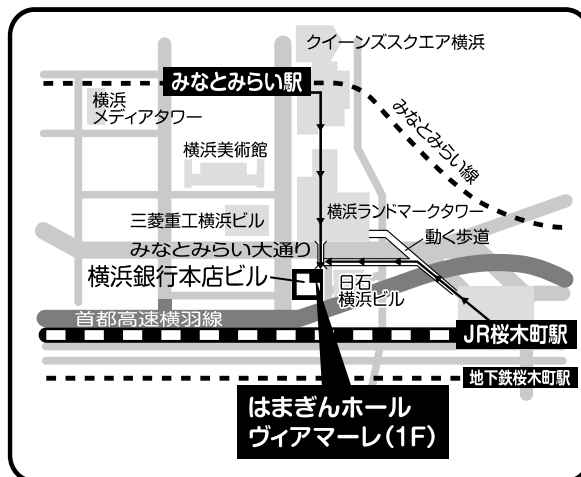 クイーンズスクエア横浜
みなとみらい駅
横浜
メディアタワー
みなとみらい線
横浜美術館
横浜ランドマークタワー
三菱重工横浜ビル
動く歩道
みなとみらい大通り
横浜銀行本店ビル
日石
横浜ビル
首都高速横羽線
JR桜木町駅
地下鉄桜木町駅
はまぎんホール
ヴィアマーレ(1F)